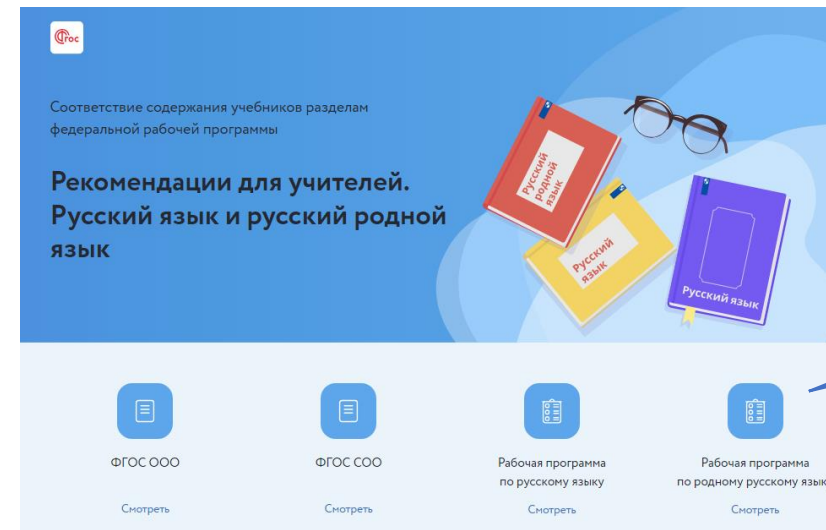 ФГОС
Соответствие содержания учебников разделам
федеральной рабочей программы
Рекомендации для учителей.
Русский язык и русский родной
язык
Русский
родной
язык
Русский
язык
Русский язык
ФГОС ООО
ФГОС СОО
Рабочая программа
по русскому языку
Рабочая программа
по родному русскому язык
Смотреть
Смотреть
Смотреть
Смотреть